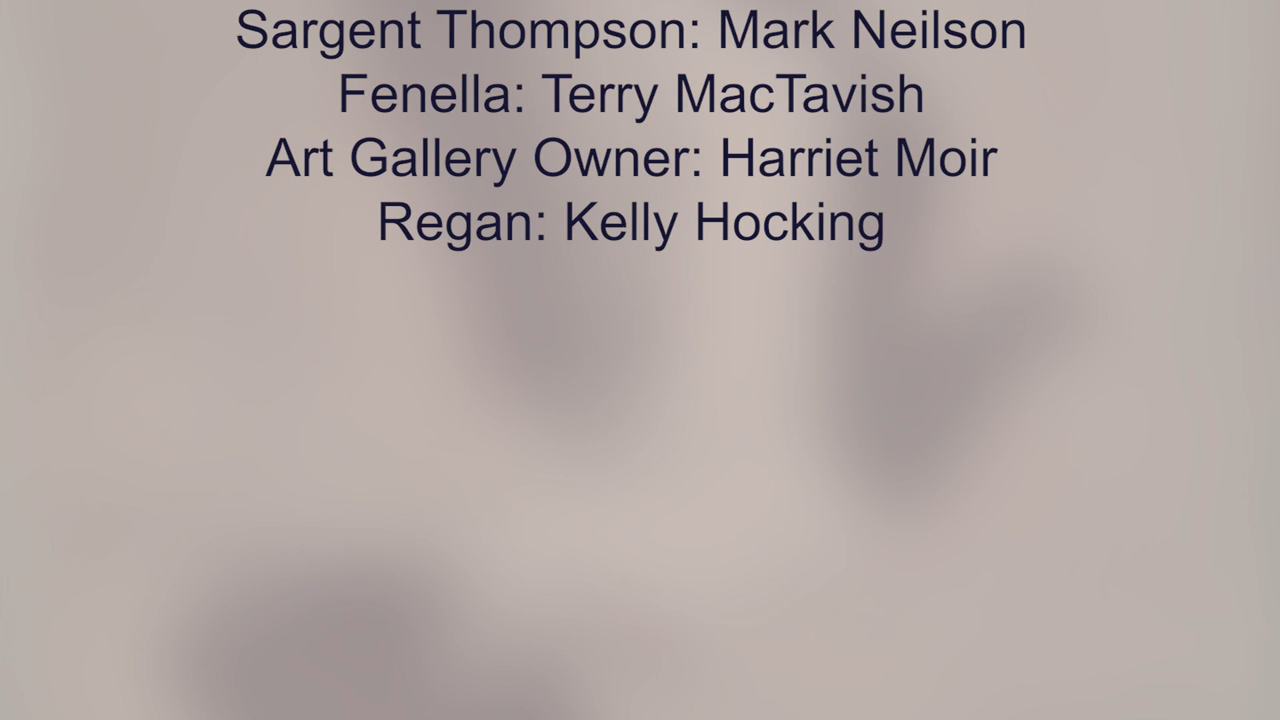 Sargent Thompson: Mark Neilson
Fenella: Terry MacTavish
Art Gallery Owner: Harriet Moir
Regan: Kelly Hocking